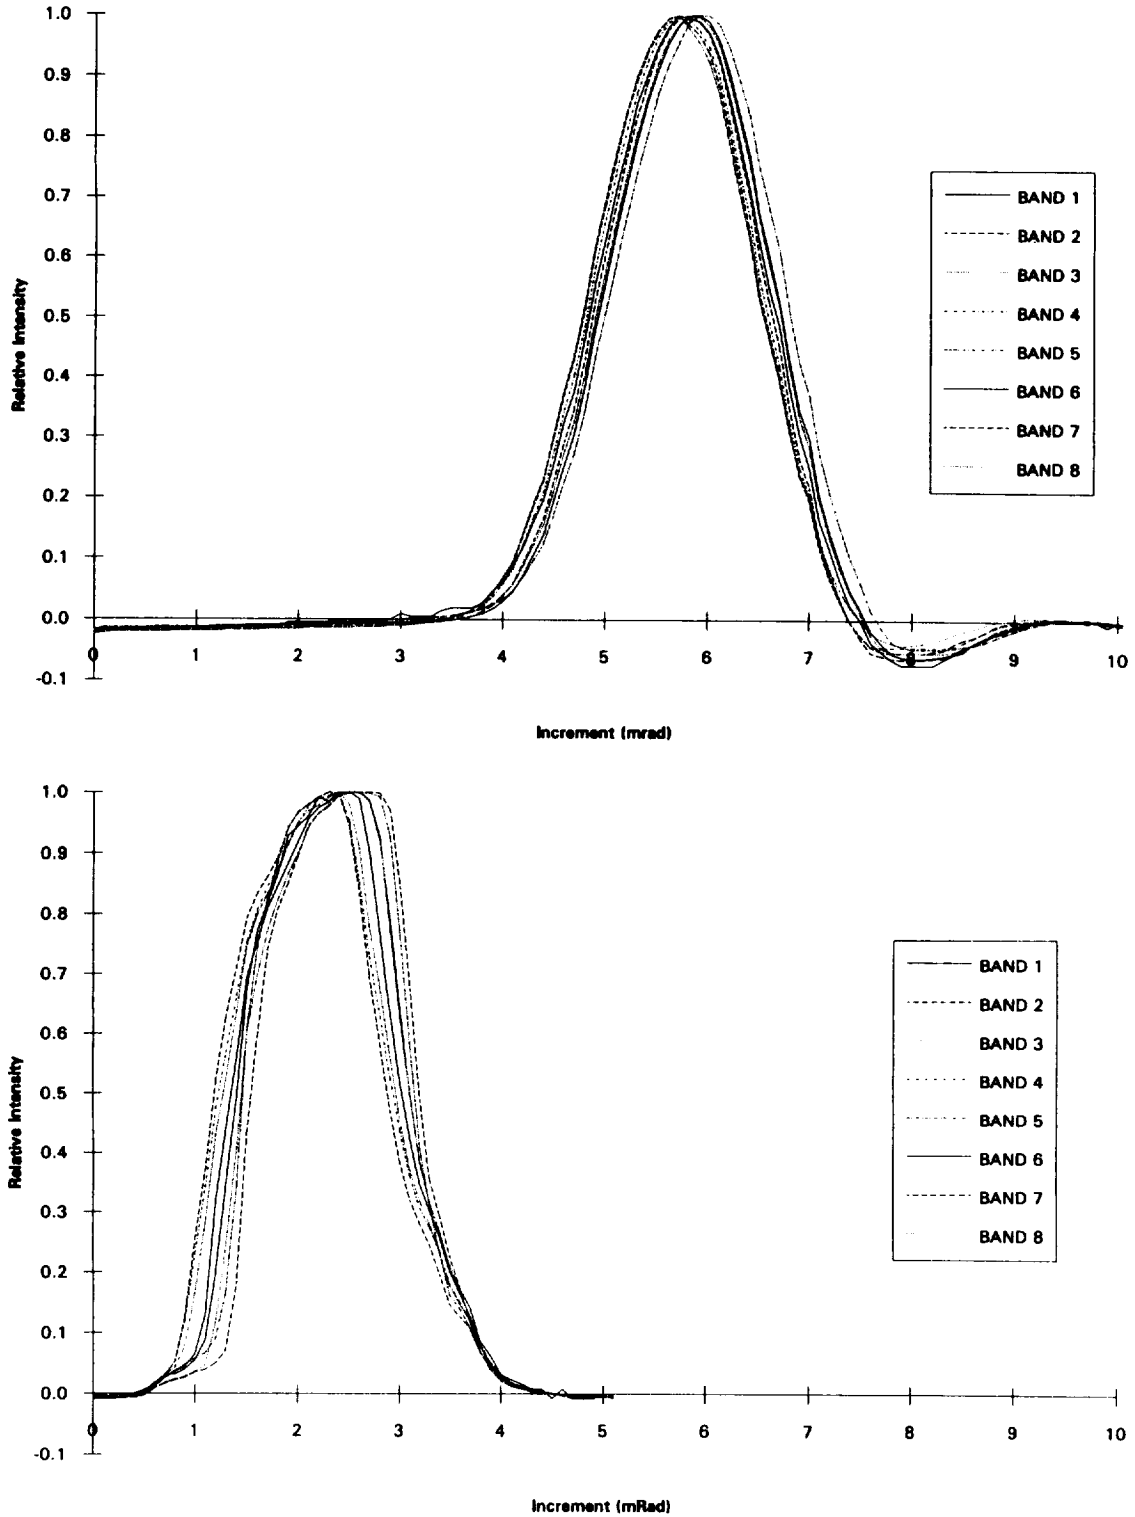 1.0
0.9
0.8
0.7
0.6
0.5
0.4
0.3
0.2
0.1
0.0
-0.1
Relative Intensity
0 1 2 3 4 5 6 7 8 9 10
Increment (mrad)
BAND 1
BAND 2
BAND 3
BAND 4
BAND 5
BAND 6
BAND 7
BAND 8
1.0
0.9
0.8
0.7
0.6
0.5
0.4
0.3
0.2
0.1
0.0
-0.1
Relative Intensity
0 1 2 3 4 5 6 7 8 9 10
Increment (mRad)
BAND 1
BAND 2
BAND 3
BAND 4
BAND 5
BAND 6
BAND 7
BAND 8